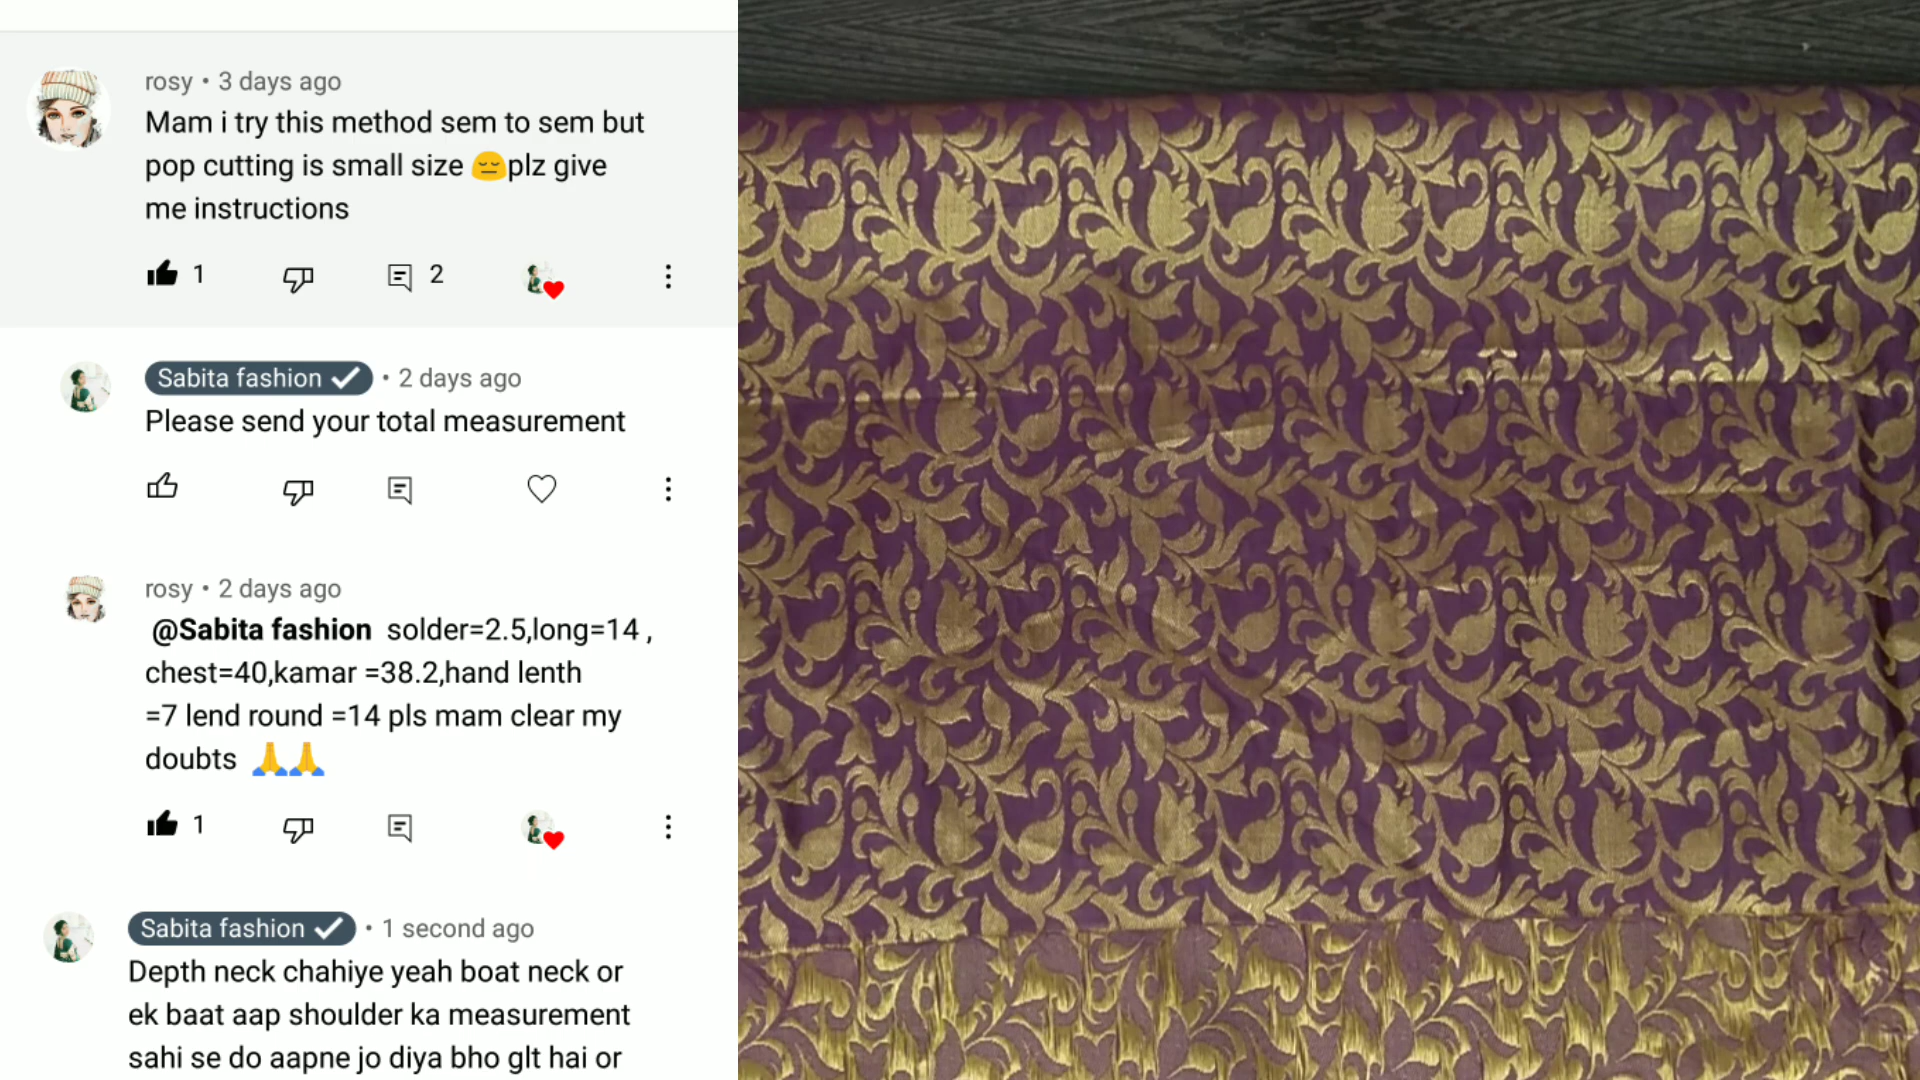 rosy • 3 days ago
Mam i try this method sem to sem but
pop cutting is small size 😔plz give
me instructions
1 2
Sabita fashion • 2 days ago
Please send your total measurement
rosy • 2 days ago
@Sabita fashion solder=2.5,long=14 ,
chest=40,kamar =38.2,hand lenth
=7 lend round =14 pls mam clear my
doubts 🙏🙏
1
Sabita fashion • 1 second ago
Depth neck chahiye yeah boat neck or
ek baat aap shoulder ka measurement
sahi se do aapne jo diya bho glt hai or